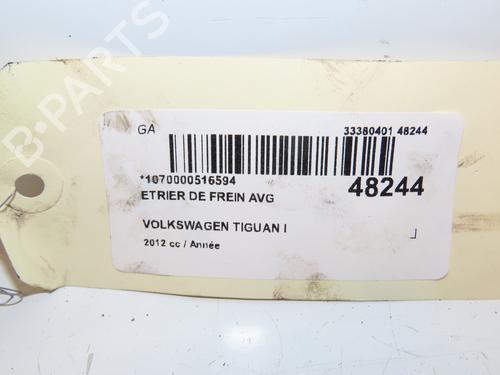 B-PARTS
GA
33380401 48244
*1070000516594
48244
ETRIER DE FREIN AVG
VOLKSWAGEN TIGUAN I
2012 cc / Année